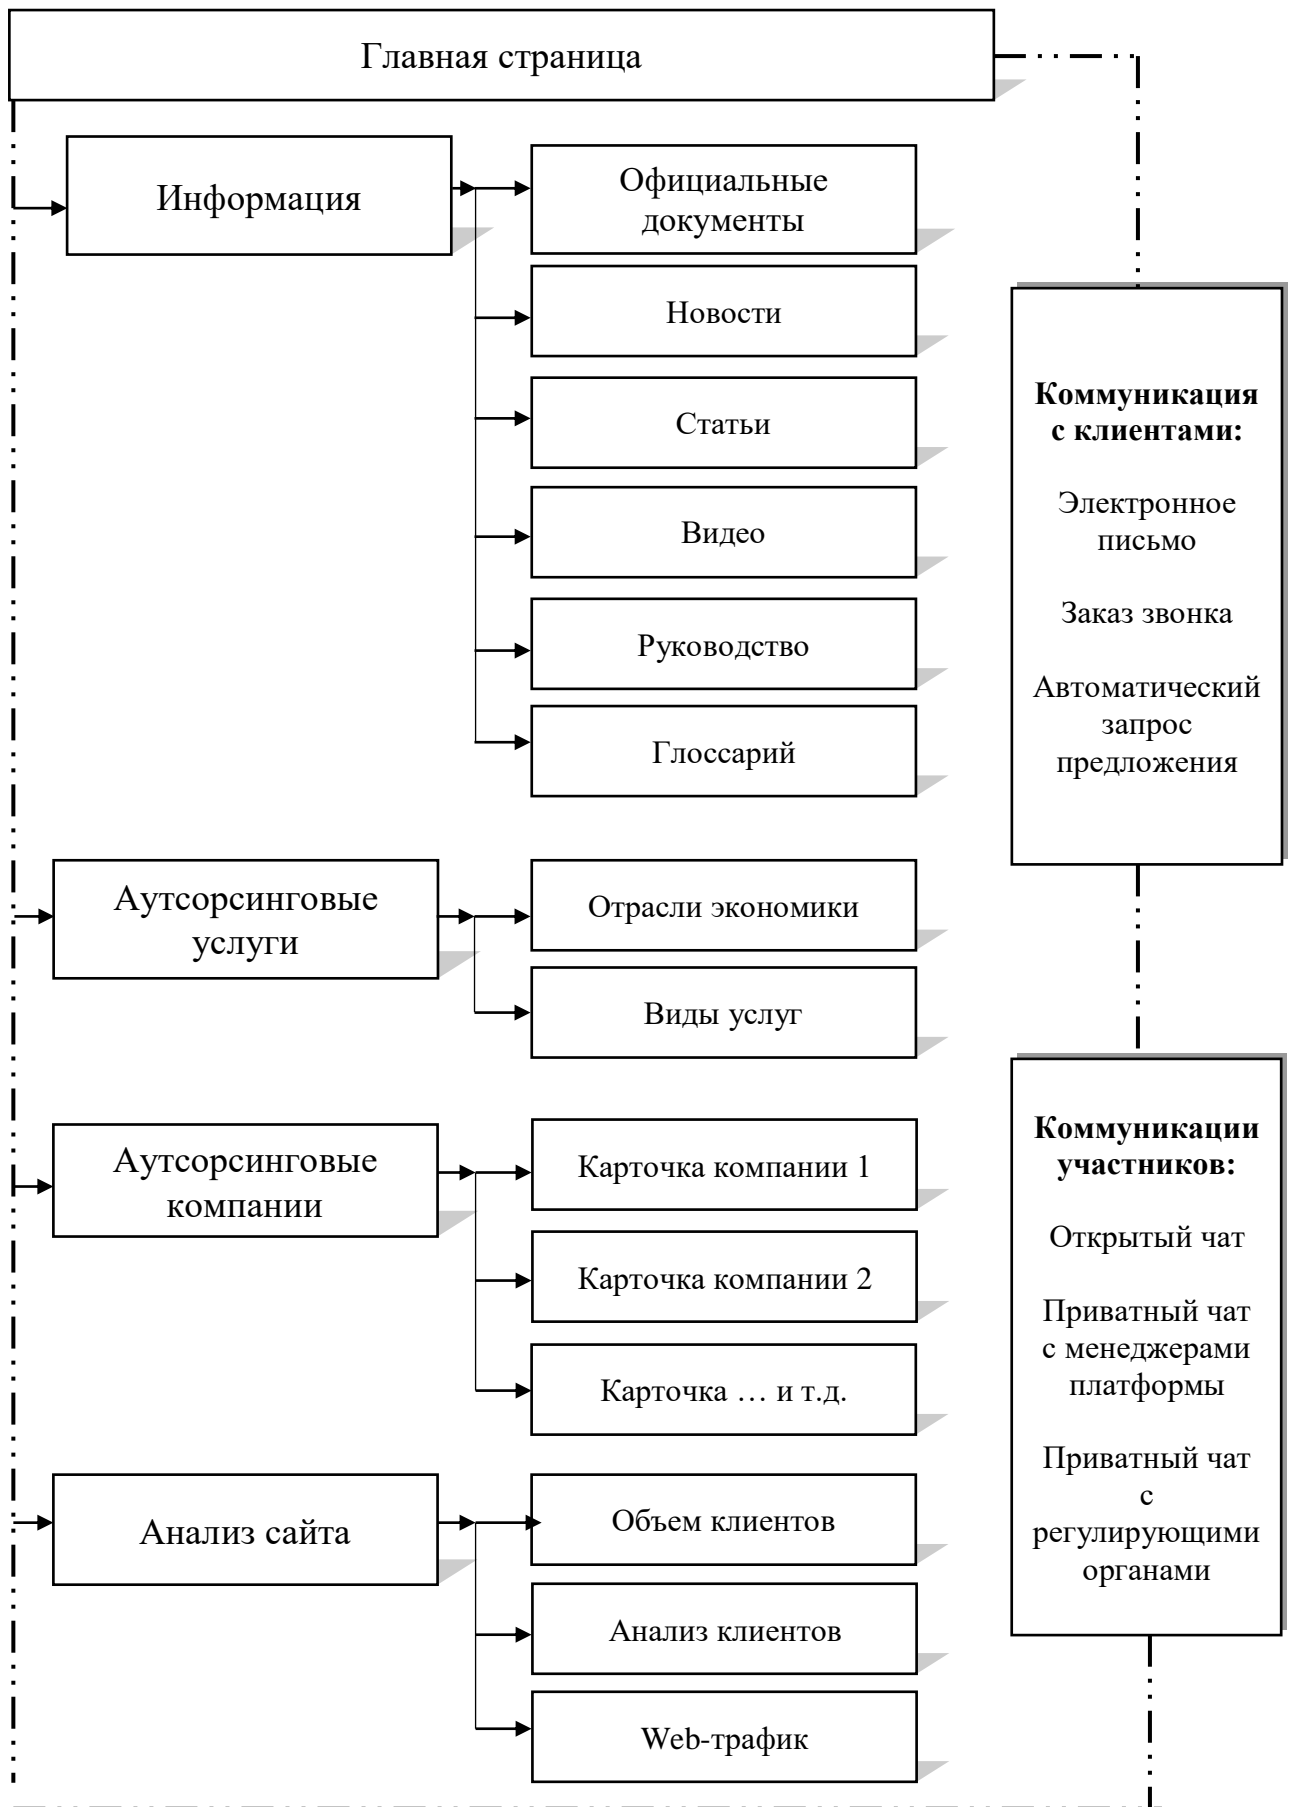 Главная страница
Информация
Официальные
документы
Новости
Статьи
Видео
Руководство
Глоссарий
Аутсорсинговые
услуги
Отрасли экономики
Виды услуг
Аутсорсинговые
компании
Карточка компании 1
Карточка компании 2
Карточка … и т.д.
Анализ сайта
Объем клиентов
Анализ клиентов
Web-трафик
Коммуникация
с клиентами:
Электронное
письмо
Заказ звонка
Автоматический
запрос
предложения
Коммуникации
участников:
Открытый чат
Приватный чат
с менеджерами
платформы
Приватный чат
с
регулирующими
органами